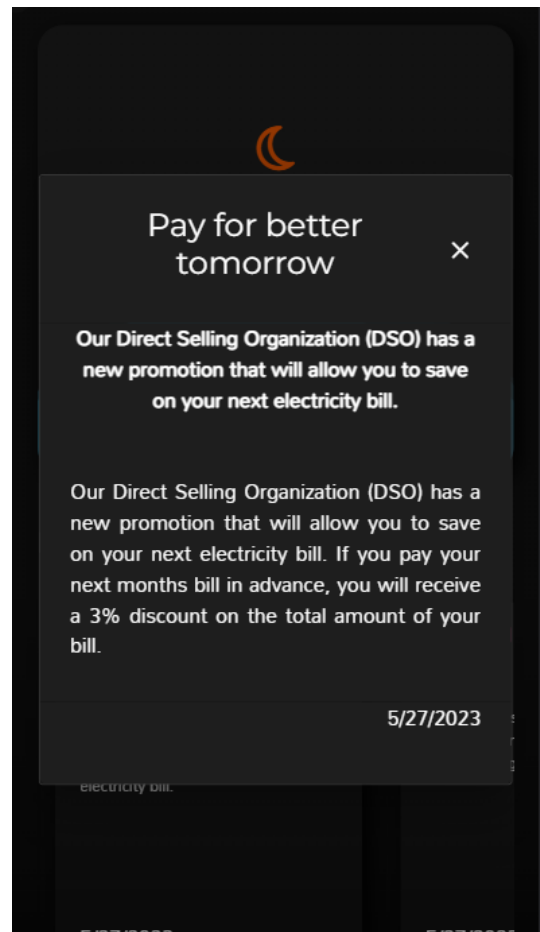 Pay for better
tomorrow
Our Direct Selling Organization (DSO) has a
new promotion that will allow you to save
on your next electricity bill.
Our Direct Selling Organization (DSO) has a
new promotion that will allow you to save
on your next electricity bill. If you pay your
next months bill in advance, you will receive
a 3% discount on the total amount of your
bill.
5/27/2023
electricity bill.